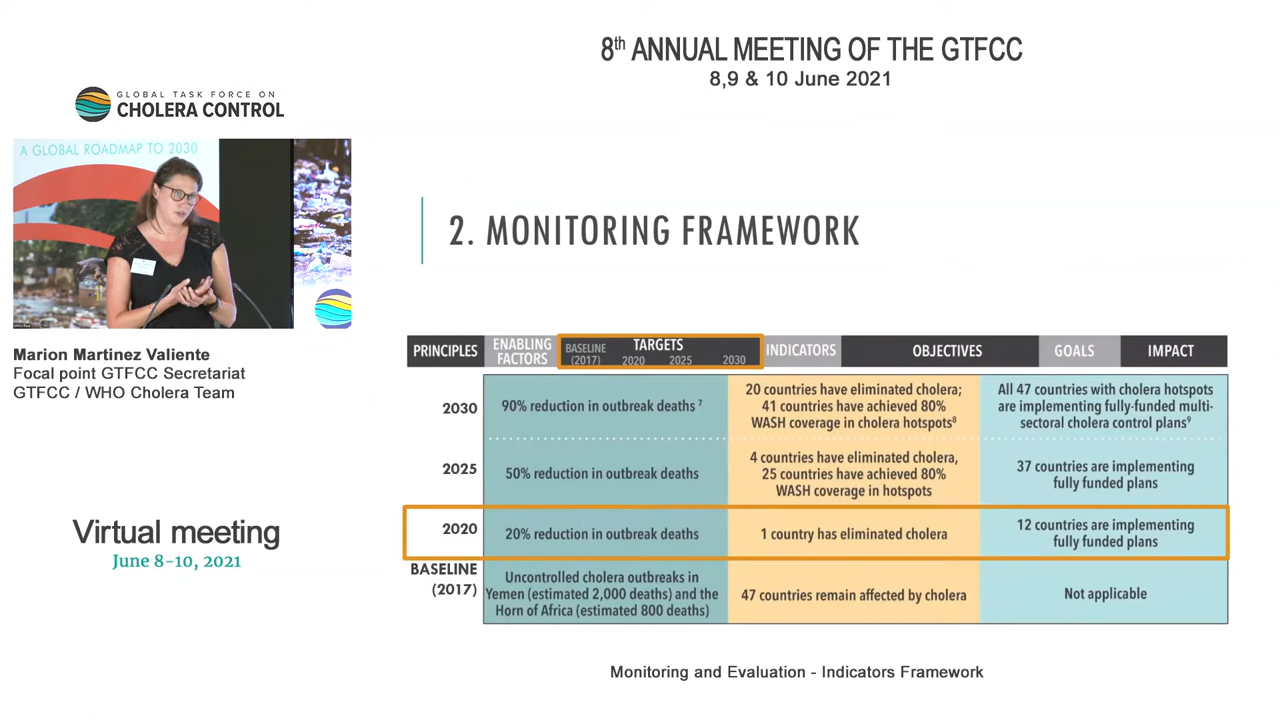 8th ANNUAL MEETING OF THE GTFCC
8,9 & 10 June 2021
GLOBAL TASK FORCE ON
CHOLERA CONTROL
A GLOBAL ROADMAP TO 2030
Marion Martinez Valiente
Focal point GTFCC Secretariat
GTFCC / WHO Cholera Team
Virtual meeting
June 8-10, 2021
2. MONITORING FRAMEWORK
PRINCIPLES
ENABLING
FACTORS
TARGETS
BASELINE
(2017) 2020 2025 2030
INDICATORS
OBJECTIVES
GOALS
IMPACT
2030
90% reduction in outbreak deaths 7
20 countries have eliminated cholera;
41 countries have achieved 80%
WASH coverage in cholera hotspots8
All 47 countries with cholera hotspots
are implementing fully-funded multi-
sectoral cholera control plans9
2025
50% reduction in outbreak deaths
4 countries have eliminated cholera,
25 countries have achieved 80%
WASH coverage in hotspots
37 countries are implementing
fully funded plans
2020
20% reduction in outbreak deaths
1 country has eliminated cholera
12 countries are implementing
fully funded plans
BASELINE
(2017)
Uncontrolled cholera outbreaks in
Yemen (estimated 2,000 deaths) and the
Horn of Africa (estimated 800 deaths)
47 countries remain affected by cholera
Not applicable
Monitoring and Evaluation - Indicators Framework